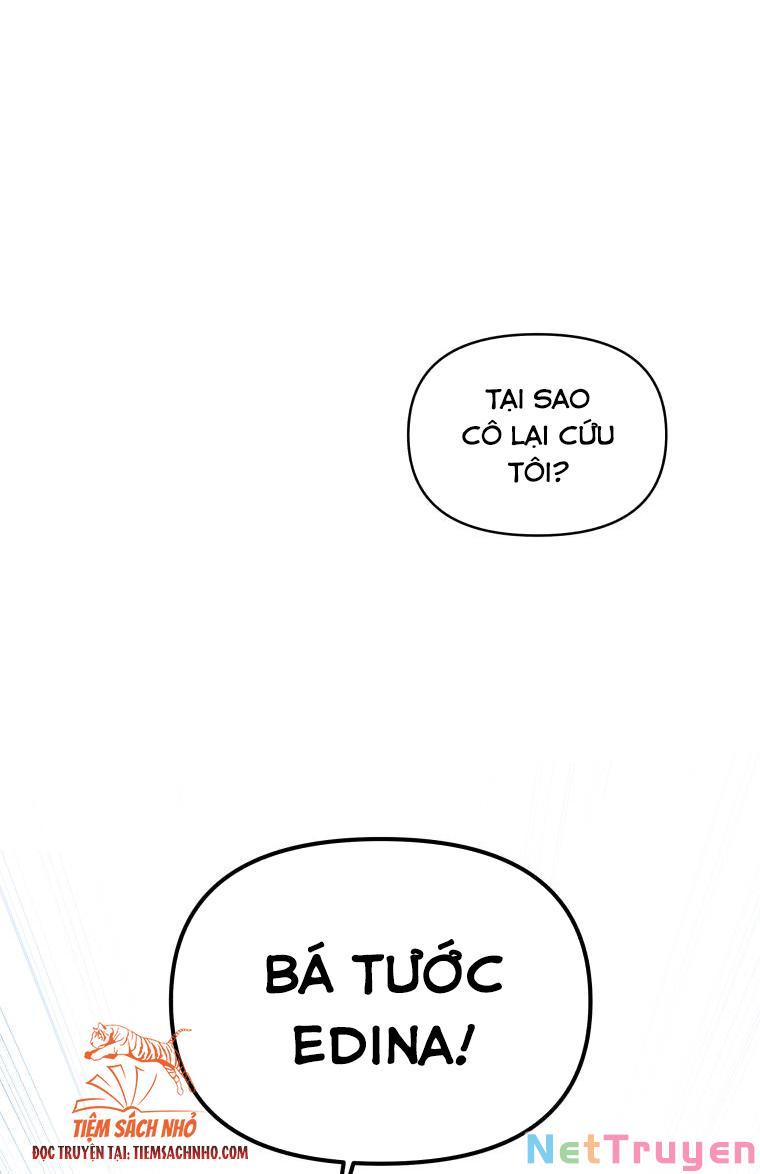 TẠI SAO
CÔ LẠI CỨU
TÔI?
BÁ TƯỚC
EDINA!
TIỆM SÁCH NHỎ
ĐỌC TRUYỆN TẠI: TIEMSACHNHO.COM
NetTruyen